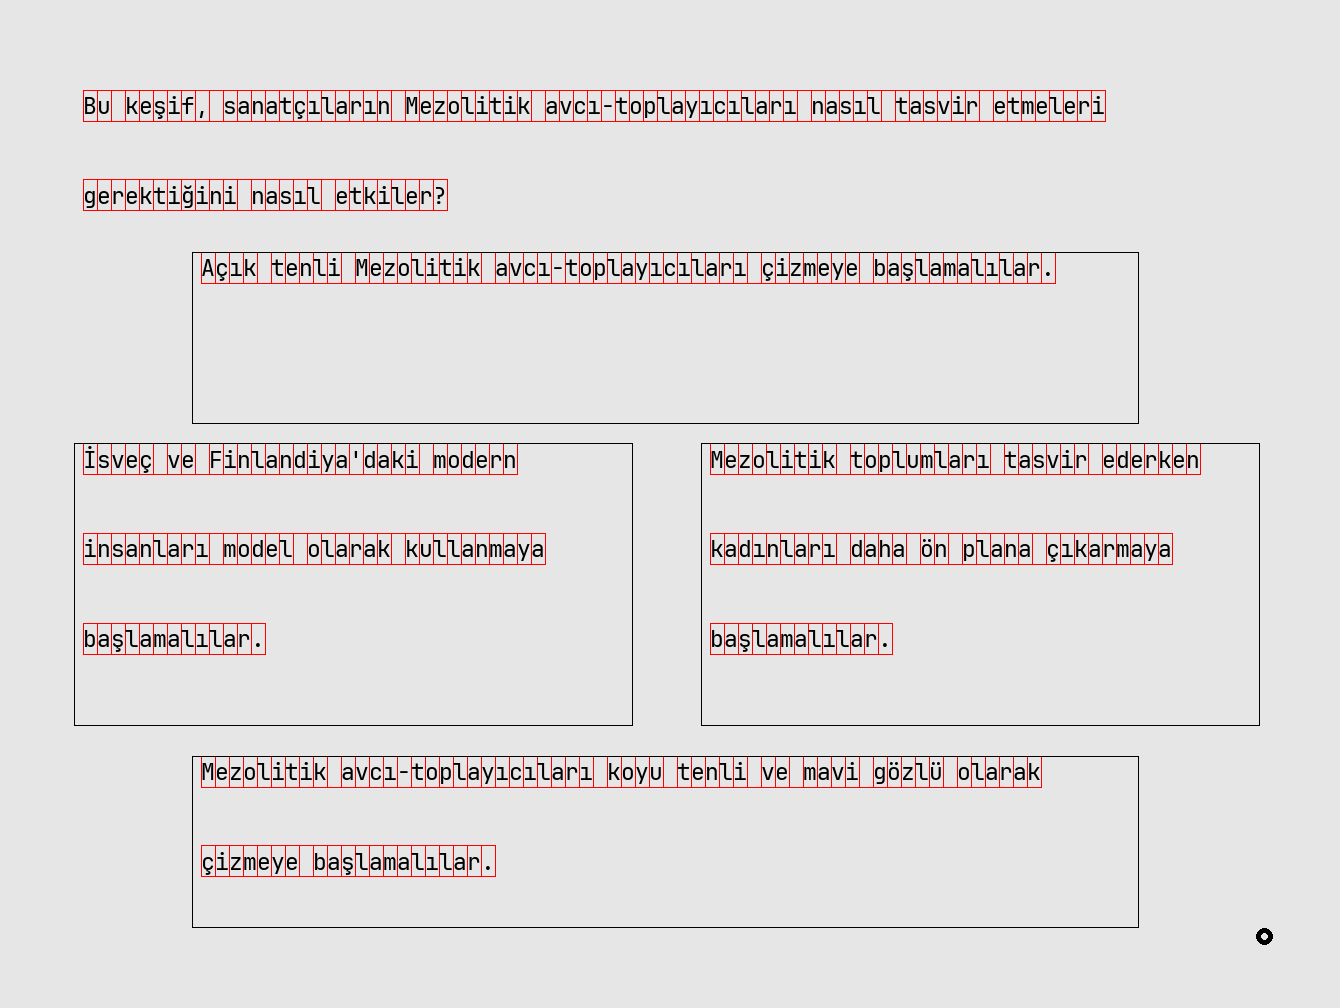 Bu keşif, sanatçıların Mezolitik avcı-toplayıcıları nasıl tasvir etmeleri
gerektiğini nasıl etkiler?
Açık tenli Mezolitik avcı-toplayıcıları çizmeye başlamalılar.
İsveç ve Finlandiya'daki modern
insanları model olarak kullanmaya
başlamalılar.
Mezolitik toplumları tasvir ederken
kadınları daha ön plana çıkarmaya
başlamalılar.
Mezolitik avcı-toplayıcıları koyu tenli ve mavi gözlü olarak
çizmeye başlamalılar.